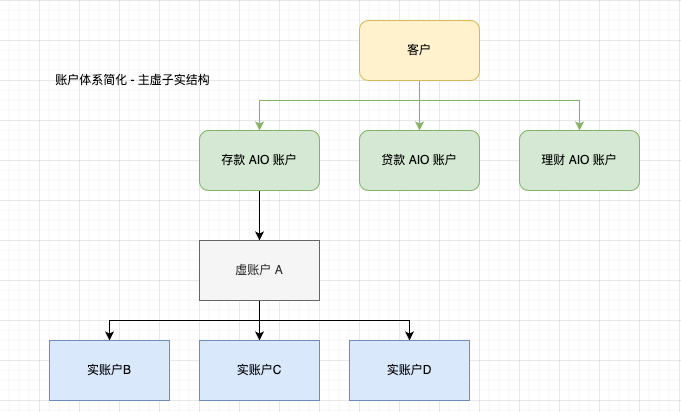 客户
账户体系简化 - 主虚子实结构
存款 AIO 账户
贷款 AIO 账户
理财 AIO 账户
虚账户 A
实账户B
实账户C
实账户D